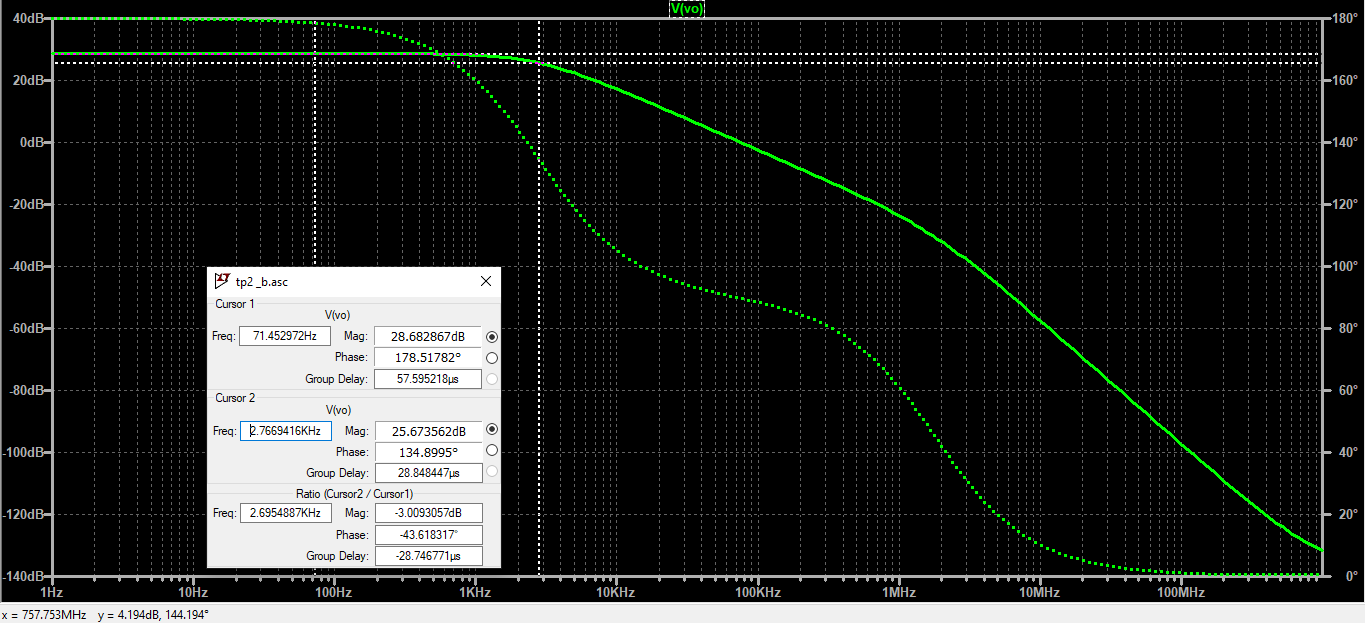 V(vo)
40dB
20dB
0dB
-20dB
-40dB
-60dB
-80dB
-100dB
-120dB
-140dB
180°
160°
140°
120°
100°
80°
60°
40°
20°
0°
1Hz 10Hz 100Hz 1KHz 10KHz 100KHz 1MHz 10MHz 100MHz
tp2 _b.asc
Cursor 1
V(vo)
Freq: 71.452972Hz Mag: 28.682867dB
Phase: 178.51782°
Group Delay: 57.595218µs
Cursor 2
V(vo)
Freq: 2.7669416KHz Mag: 25.673562dB
Phase: 134.8995°
Group Delay: 28.848447µs
Ratio (Cursor2 / Cursor1)
Freq: 2.6954887KHz Mag: -3.0093057dB
Phase: -43.618317°
Group Delay: -28.746771µs
x = 757.753MHz y = 4.194dB, 144.194°